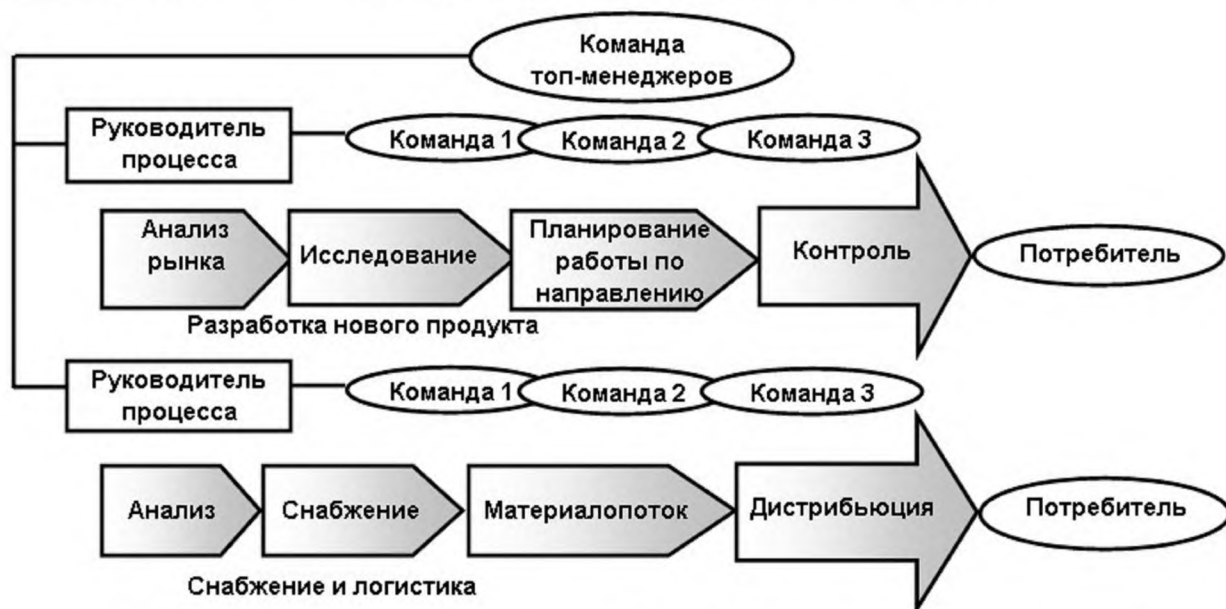 Команда
топ-менеджеров
Руководитель
процесса
Команда 1
Команда 2
Команда 3
Анализ
рынка
Исследование
Планирование
работы по
направлению
Контроль
Потребитель
Разработка нового продукта
Руководитель
процесса
Команда 1
Команда 2
Команда 3
Анализ
Снабжение
Материалопоток
Дистрибьюция
Потребитель
Снабжение и логистика